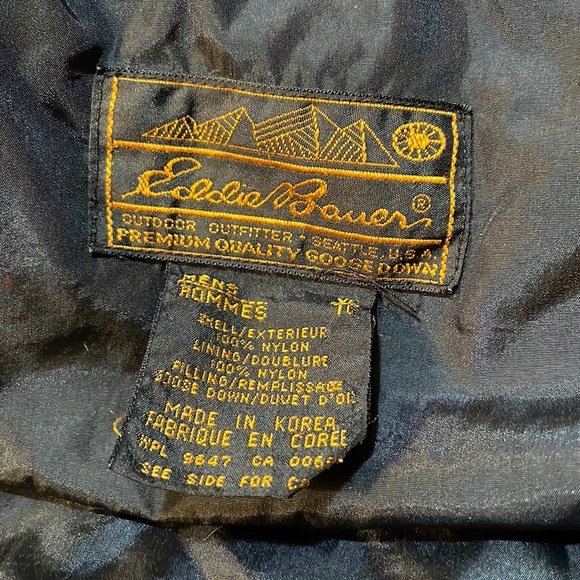 Eddie Bauer ®
OUTDOOR OUTFITTER, SEATTLE, U.S.A.
PREMIUM QUALITY GOOSE DOWN
MENS
HOMMES
SHELL/EXTERIEUR
100% NYLON
LINING/DOUBLURE
100% NYLON
FILLING/REMPLISSAGE
GOOSE DOWN/DUVET D'OIE
MADE IN KOREA
FABRIQUE EN COREE
WPL 9647 CA
SEE SIDE FOR